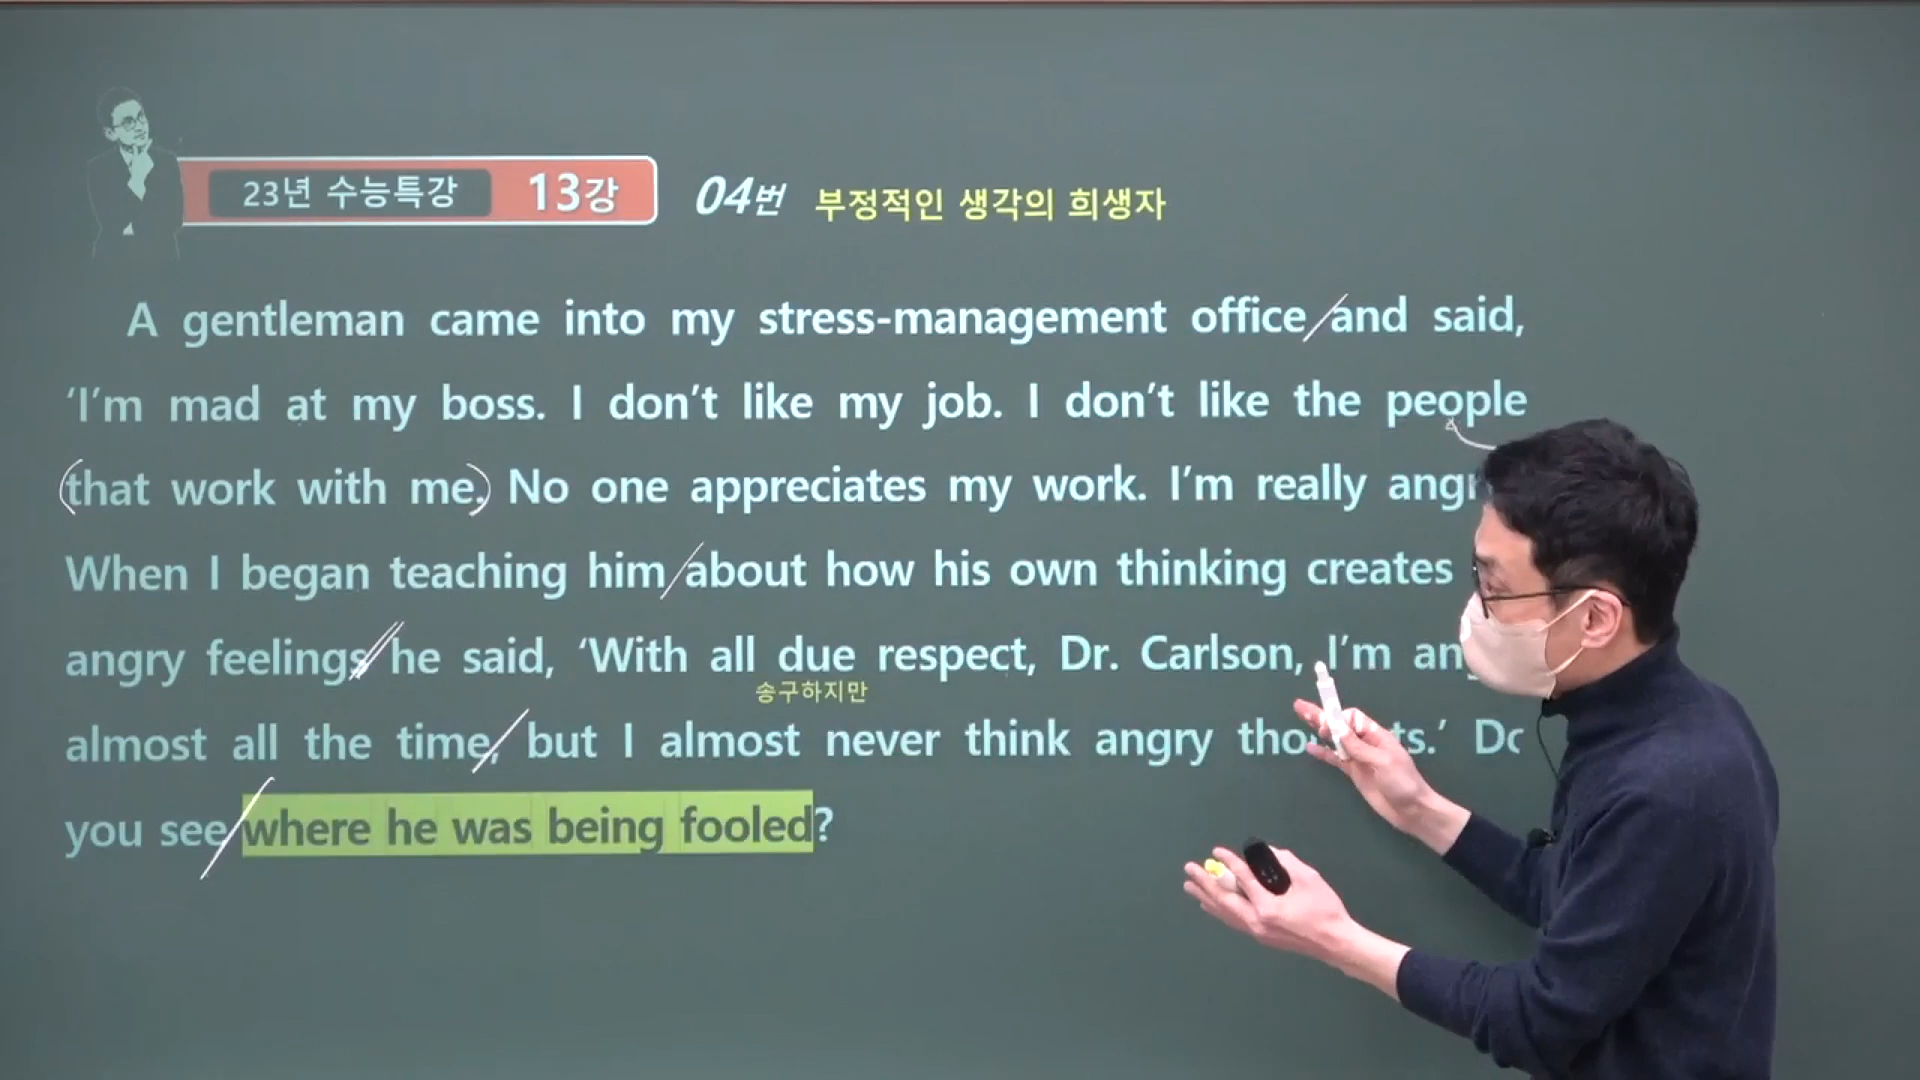 23년 수능특강 13강 04번 부정적인 생각의 희생자
A gentleman came into my stress-management office and said,
‘I’m mad at my boss. I don’t like my job. I don’t like the people
that work with me. No one appreciates my work. I’m really
When I began teaching him about how his own thinking creates
angry feelings, he said, ‘With all due respect, Dr. Carlson, I’m
송구하지만
almost all the time, but I almost never think angry
you see where he was being fooled?